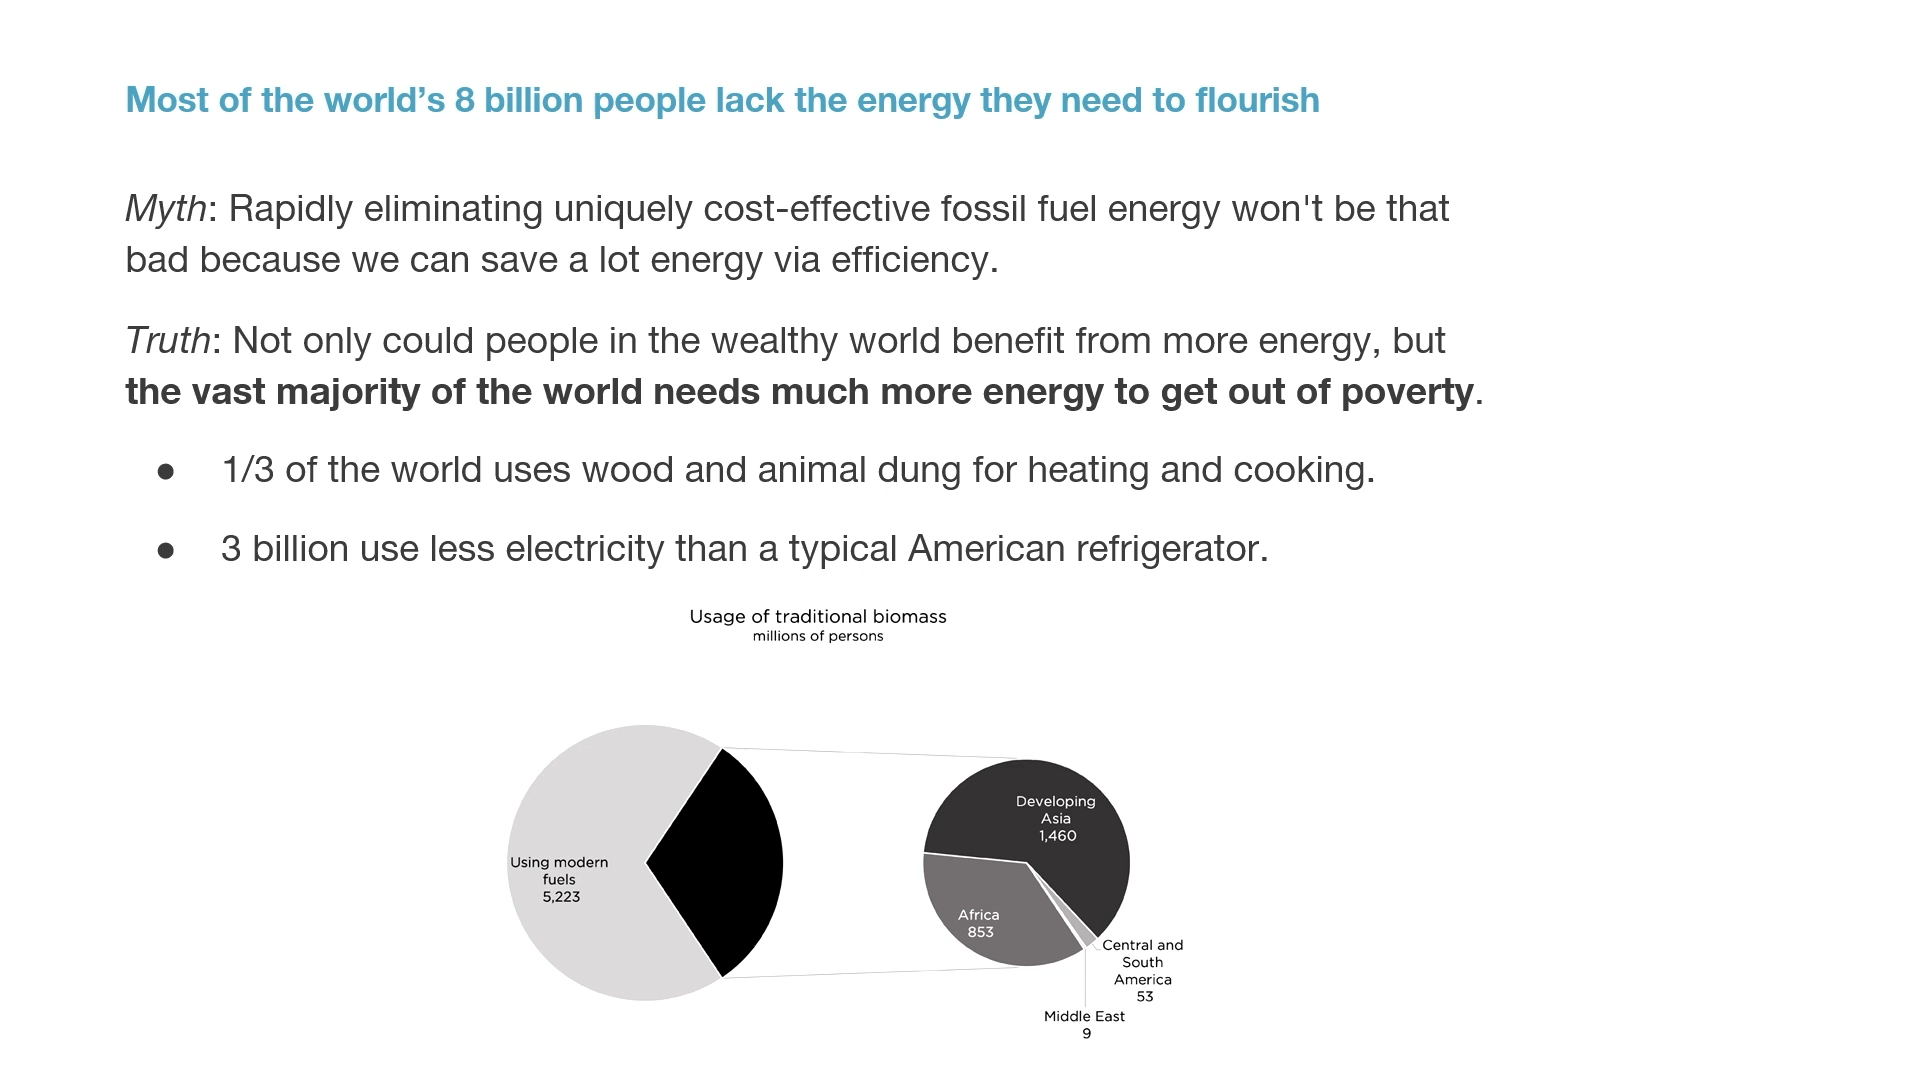 Most of the world’s 8 billion people lack the energy they need to flourish
Myth: Rapidly eliminating uniquely cost-effective fossil fuel energy won't be that
bad because we can save a lot energy via efficiency.
Truth: Not only could people in the wealthy world benefit from more energy, but
the vast majority of the world needs much more energy to get out of poverty.
● 1/3 of the world uses wood and animal dung for heating and cooking.
● 3 billion use less electricity than a typical American refrigerator.
Usage of traditional biomass
millions of persons
Using modern
fuels
5,223
Developing
Asia
1,460
Africa
853
Central and
South
America
53
Middle East
9